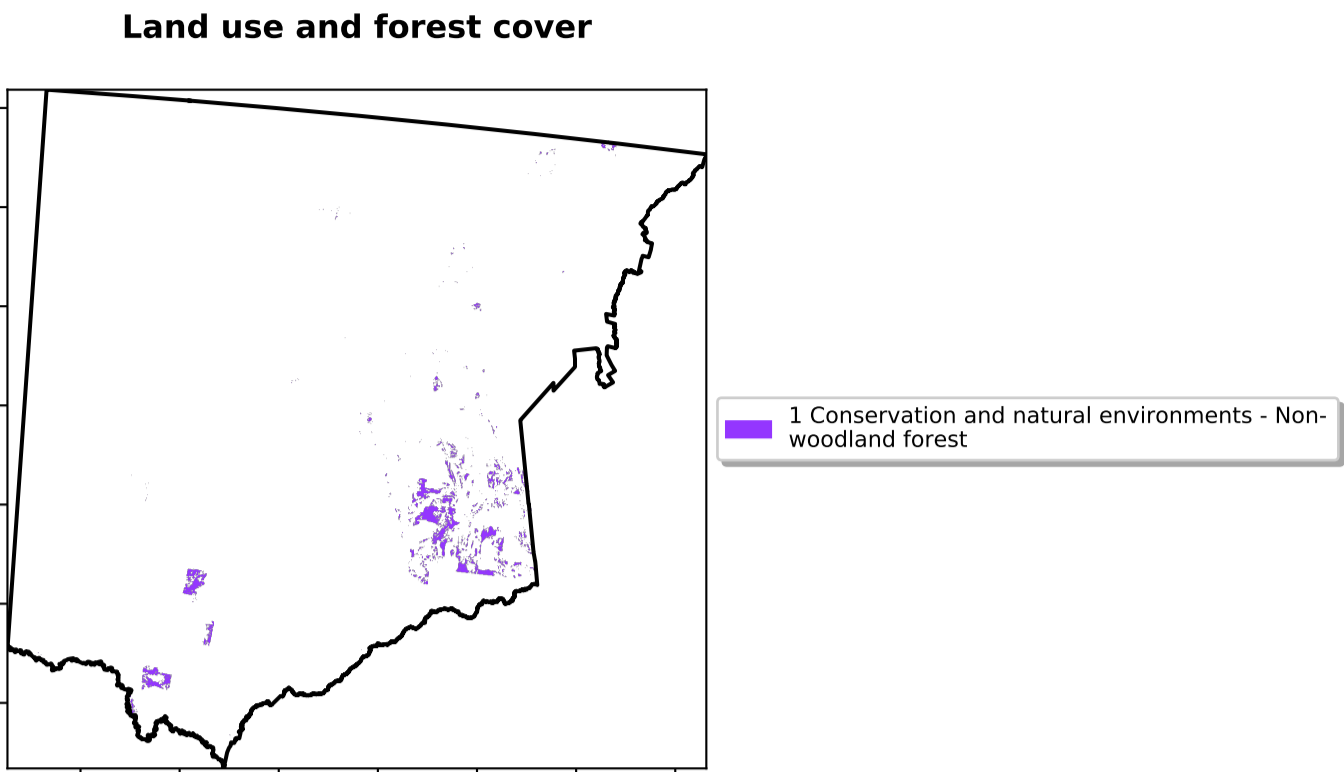 Land use and forest cover
1 Conservation and natural environments - Non-
woodland forest